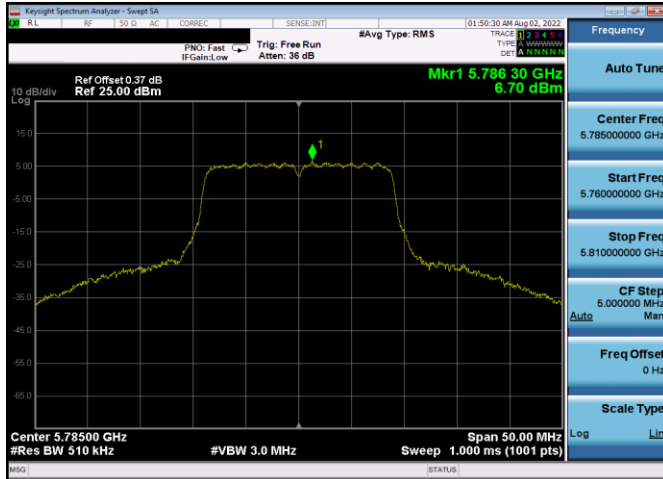 Keysight Spectrum Analyzer - Swept SA
RL RF 50 Ω AC CORREC SENSE:INT 01:50:30 AM Aug 02, 2022
#Avg Type: RMS
TRACE 1 2 3 4 5 6
PNO: Fast Trig: Free Run
TYPE A WWWWW
IFGain:Low Atten: 36 dB
DET A N N N N N
Mkr1 5.786 30 GHz
6.70 dBm
Ref Offset 0.37 dB
10 dB/div Ref 25.00 dBm
Log
1
15.0
5.00
-5.00
-15.0
-25.0
-35.0
-45.0
-55.0
-65.0
Center 5.78500 GHz Span 50.00 MHz
#Res BW 510 kHz #VBW 3.0 MHz Sweep 1.000 ms (1001 pts)
MSG STATUS
Frequency
Auto Tune
Center Freq
5.785000000 GHz
Start Freq
5.760000000 GHz
Stop Freq
5.810000000 GHz
CF Step
5.000000 MHz
Auto Man
Freq Offset
0 Hz
Scale Type
Log Lin